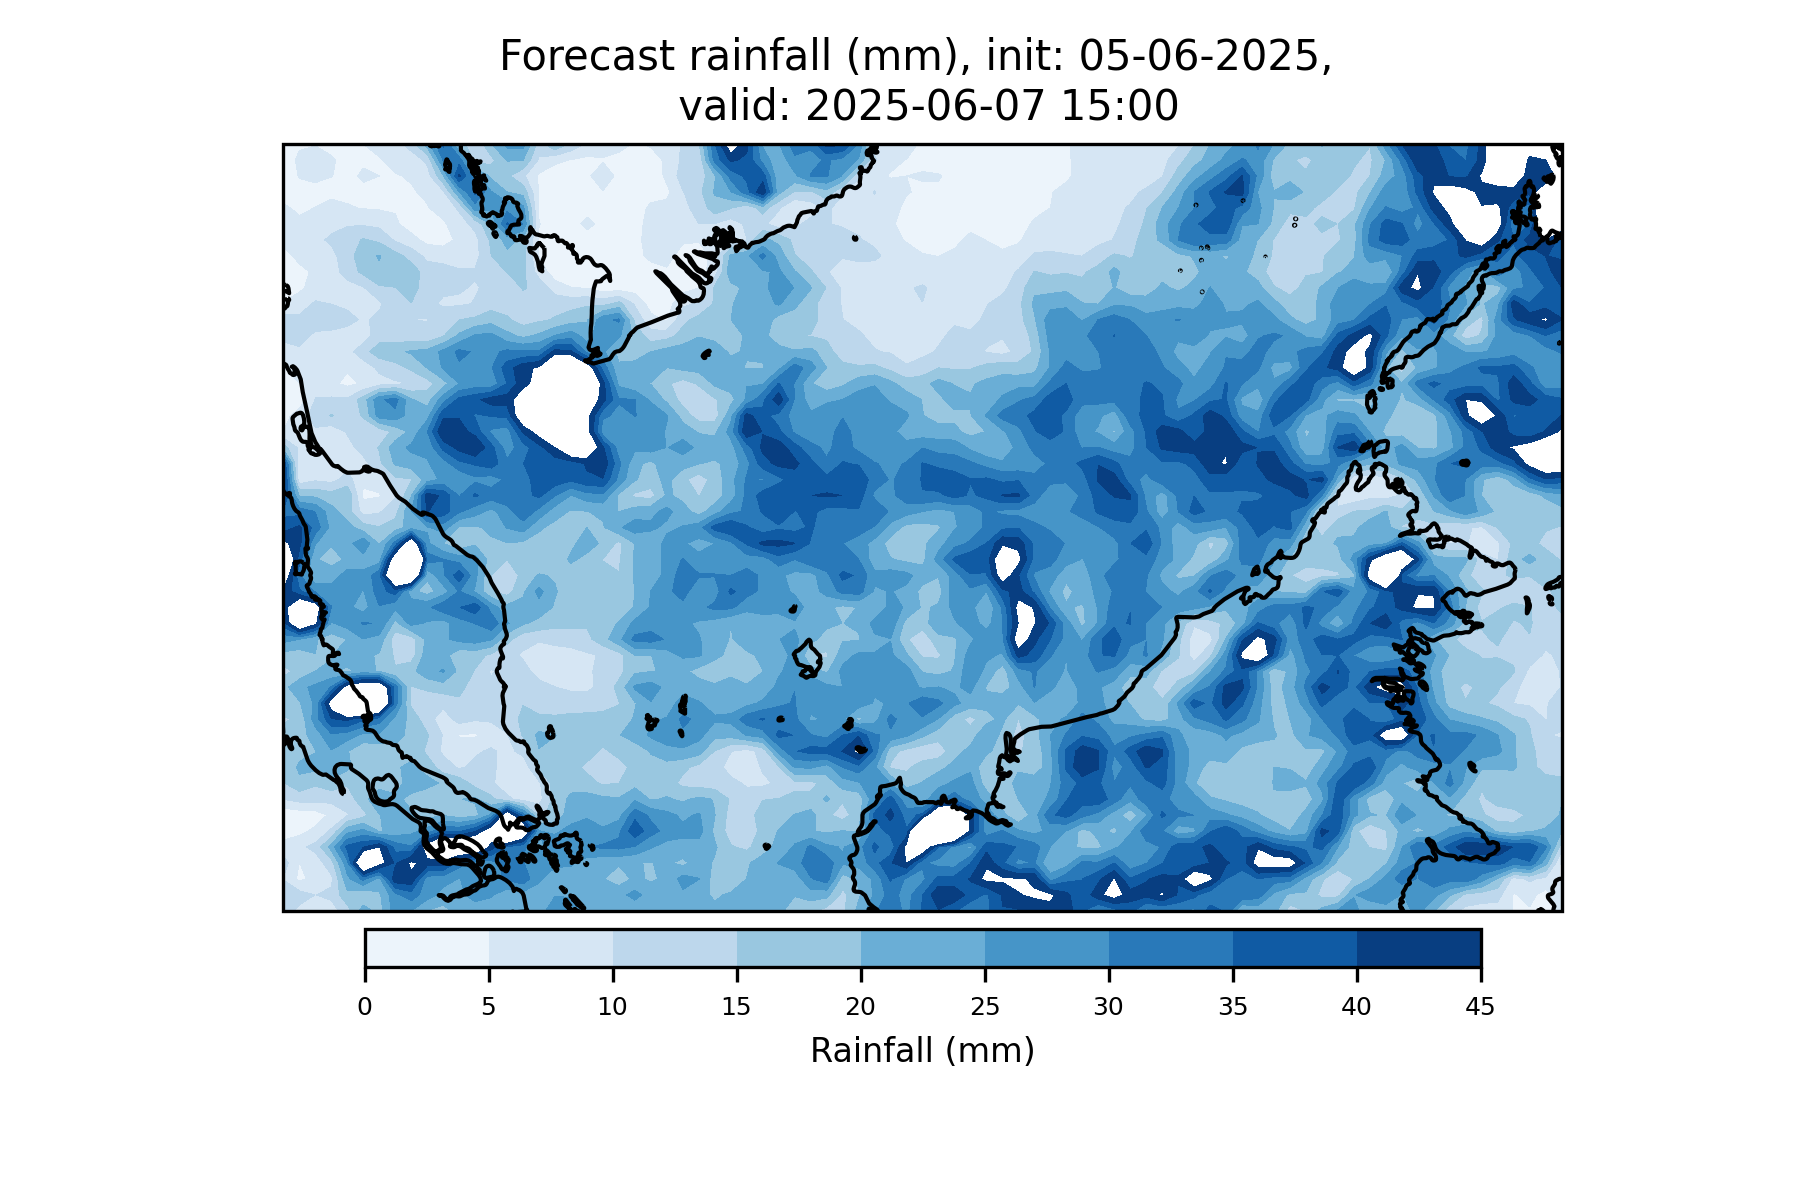 Forecast rainfall (mm), init: 05-06-2025,
valid: 2025-06-07 15:00
0 5 10 15 20 25 30 35 40 45
Rainfall (mm)